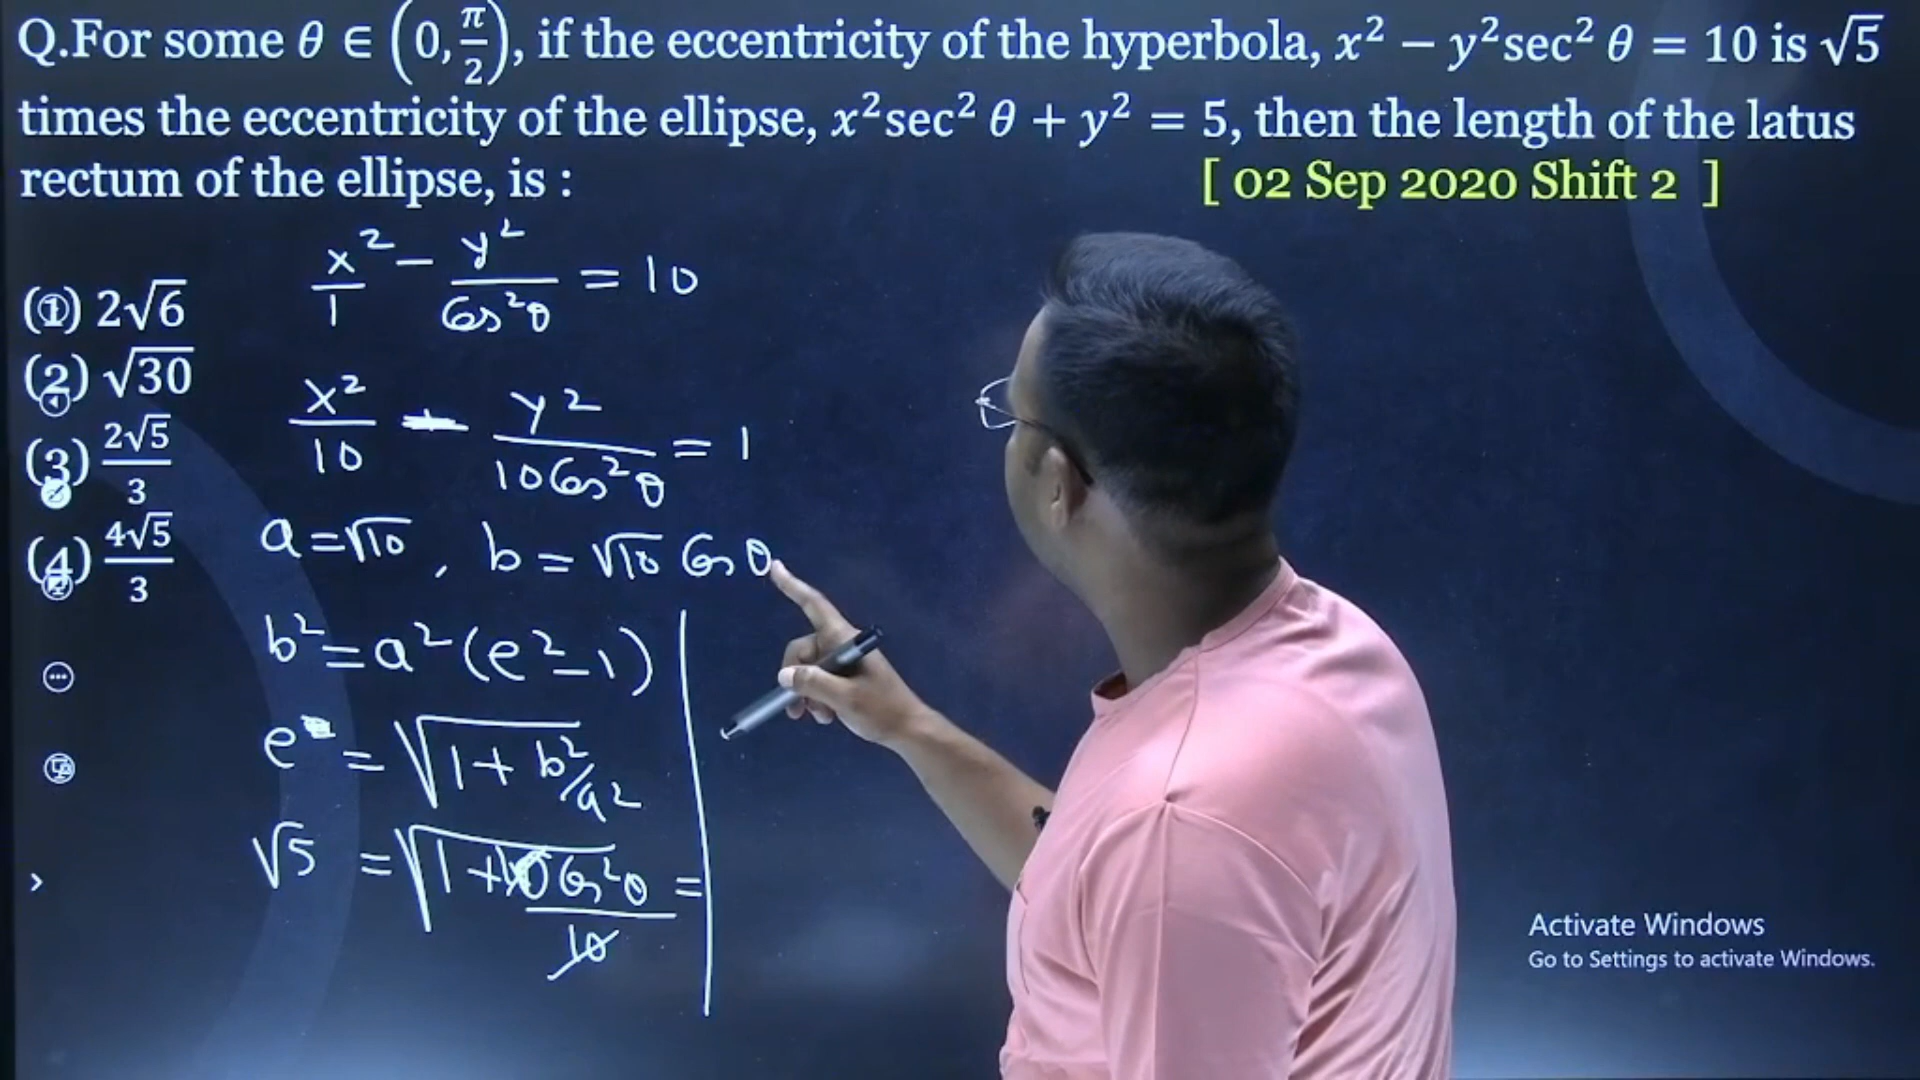 Q.For some θ ∈ (0, π/2), if the eccentricity of the hyperbola, x² − y²sec² θ = 10 is √5
times the eccentricity of the ellipse, x²sec² θ + y² = 5, then the length of the latus
rectum of the ellipse, is :
[ 02 Sep 2020 Shift 2 ]
(1) 2√6
(2) √30
(3) 2√5/3
(4) 4√5/3
x²/1 − y²/Cos²θ = 10
x²/10 − y²/10Cos²θ = 1
a=√10 , b = √10 Cosθ
b² = a²(e²−1)
e = √1+b²/a²
√5 = √1+10Cos²θ/10 =
Activate Windows
Go to Settings to activate Windows.